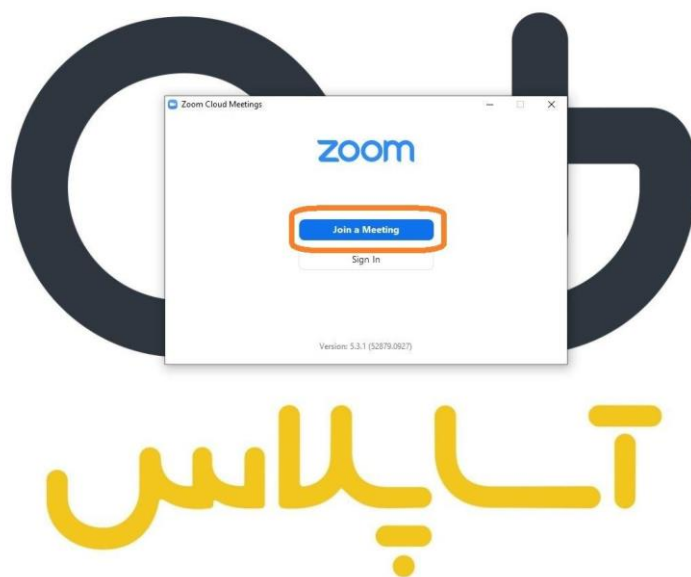 Zoom Cloud Meetings
zoom
Join a Meeting
Sign In
Version: 5.3.1 (52879.0927)
آساپلاس